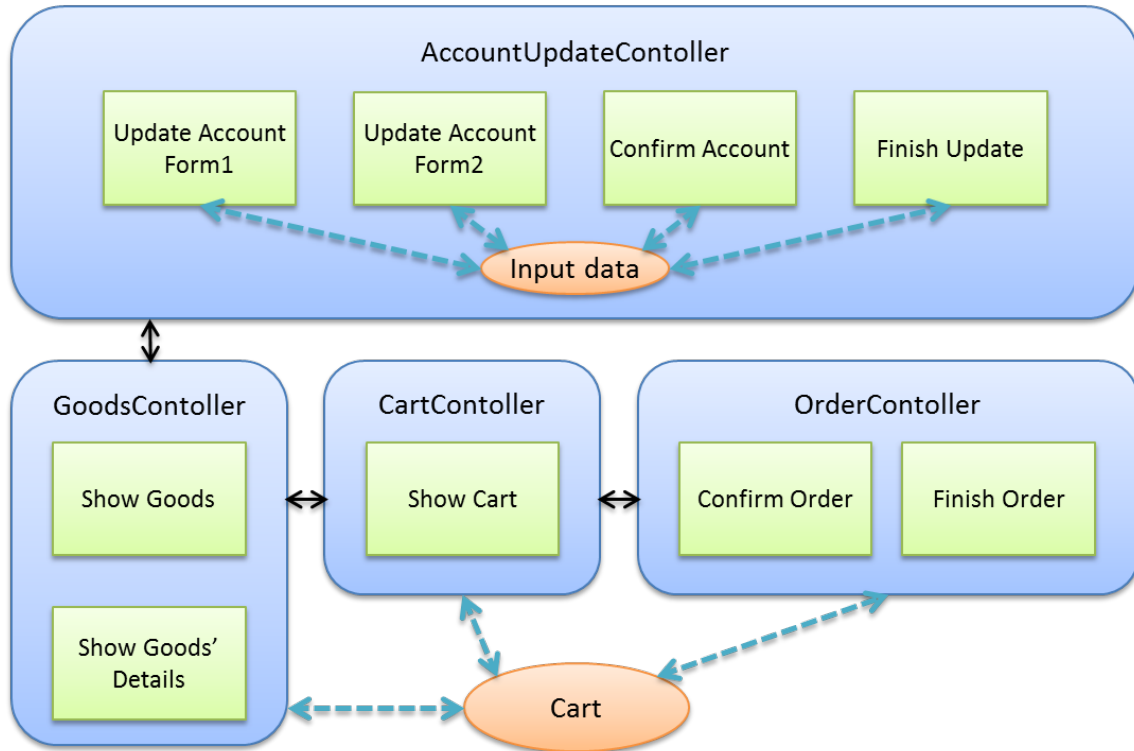 AccountUpdateContoller
Update Account
Form1
Update Account
Form2
Confirm Account
Finish Update
Input data
GoodsContoller
Show Goods
Show Goods’
Details
CartContoller
Show Cart
OrderContoller
Confirm Order
Finish Order
Cart